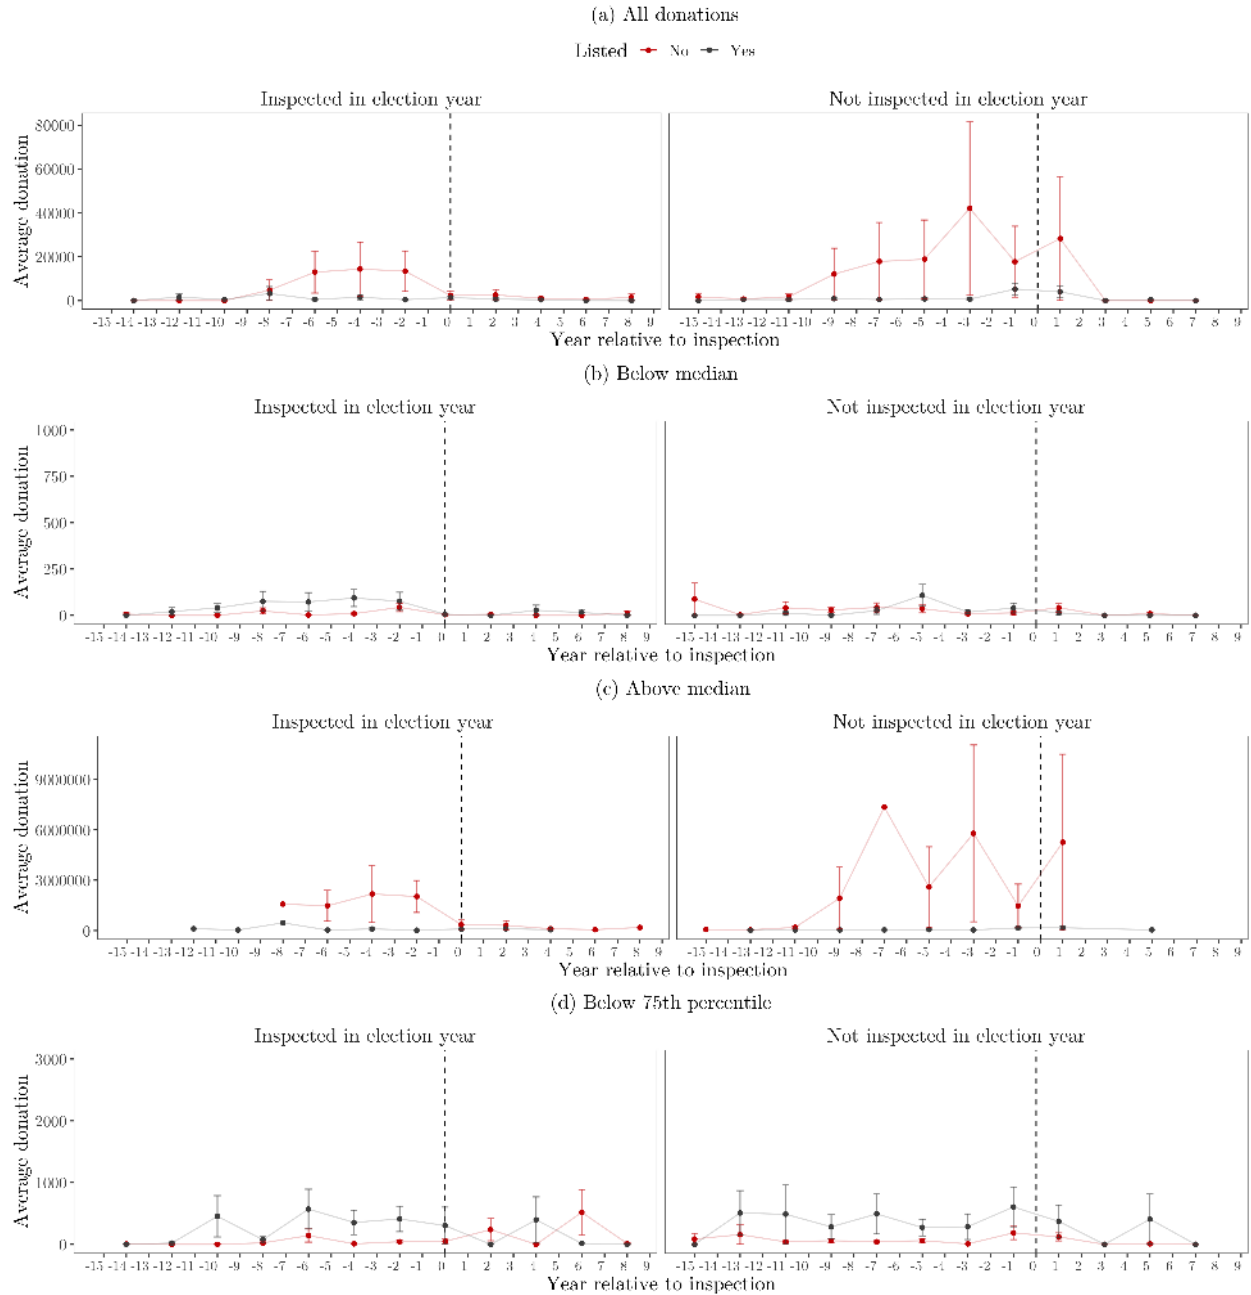 (a) All donations
Listed No Yes
Inspected in election year Not inspected in election year
Average donation
80000
60000
40000
20000
0
-15 -14 -13 -12 -11 -10 -9 -8 -7 -6 -5 -4 -3 -2 -1 0 1 2 3 4 5 6 7 8 9 -15 -14 -13 -12 -11 -10 -9 -8 -7 -6 -5 -4 -3 -2 -1 0 1 2 3 4 5 6 7 8 9
Year relative to inspection
(b) Below median
Inspected in election year Not inspected in election year
Average donation
1000
750
500
250
0
-15 -14 -13 -12 -11 -10 -9 -8 -7 -6 -5 -4 -3 -2 -1 0 1 2 3 4 5 6 7 8 9 -15 -14 -13 -12 -11 -10 -9 -8 -7 -6 -5 -4 -3 -2 -1 0 1 2 3 4 5 6 7 8 9
Year relative to inspection
(c) Above median
Inspected in election year Not inspected in election year
Average donation
9000000
6000000
3000000
0
-15 -14 -13 -12 -11 -10 -9 -8 -7 -6 -5 -4 -3 -2 -1 0 1 2 3 4 5 6 7 8 9 -15 -14 -13 -12 -11 -10 -9 -8 -7 -6 -5 -4 -3 -2 -1 0 1 2 3 4 5 6 7 8 9
Year relative to inspection
(d) Below 75th percentile
Inspected in election year Not inspected in election year
Average donation
3000
2000
1000
0
-15 -14 -13 -12 -11 -10 -9 -8 -7 -6 -5 -4 -3 -2 -1 0 1 2 3 4 5 6 7 8 9 -15 -14 -13 -12 -11 -10 -9 -8 -7 -6 -5 -4 -3 -2 -1 0 1 2 3 4 5 6 7 8 9
Year relative to inspection